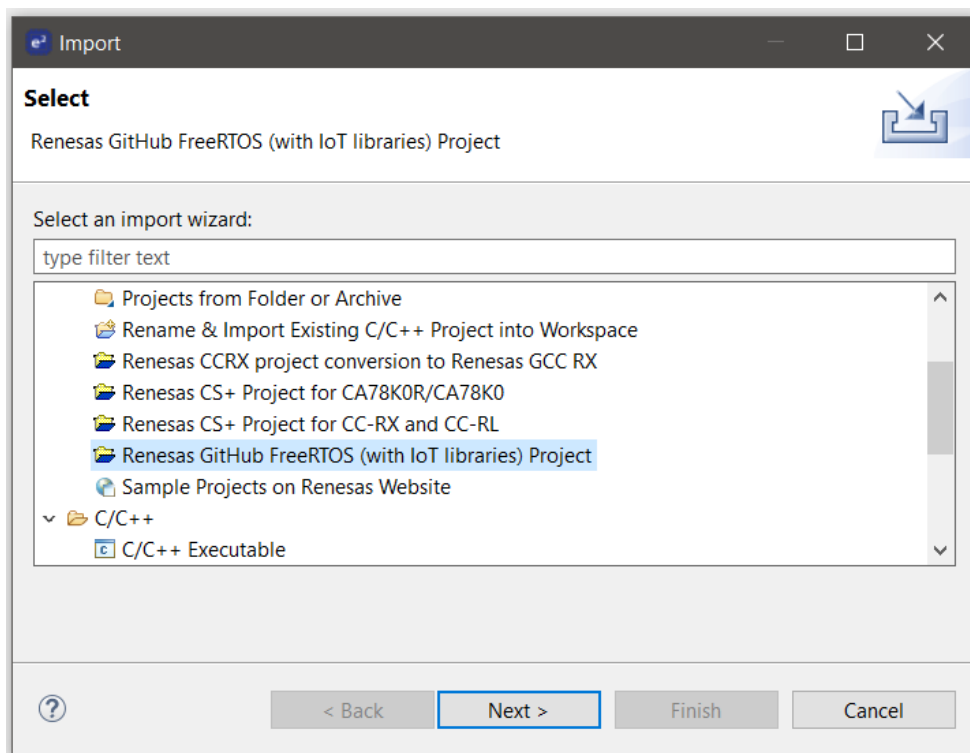 e² Import
Select
Renesas GitHub FreeRTOS (with IoT libraries) Project
Select an import wizard:
type filter text
Projects from Folder or Archive
Rename & Import Existing C/C++ Project into Workspace
Renesas CCRX project conversion to Renesas GCC RX
Renesas CS+ Project for CA78K0R/CA78K0
Renesas CS+ Project for CC-RX and CC-RL
Renesas GitHub FreeRTOS (with IoT libraries) Project
Sample Projects on Renesas Website
C/C++
c C/C++ Executable
? < Back Next > Finish Cancel